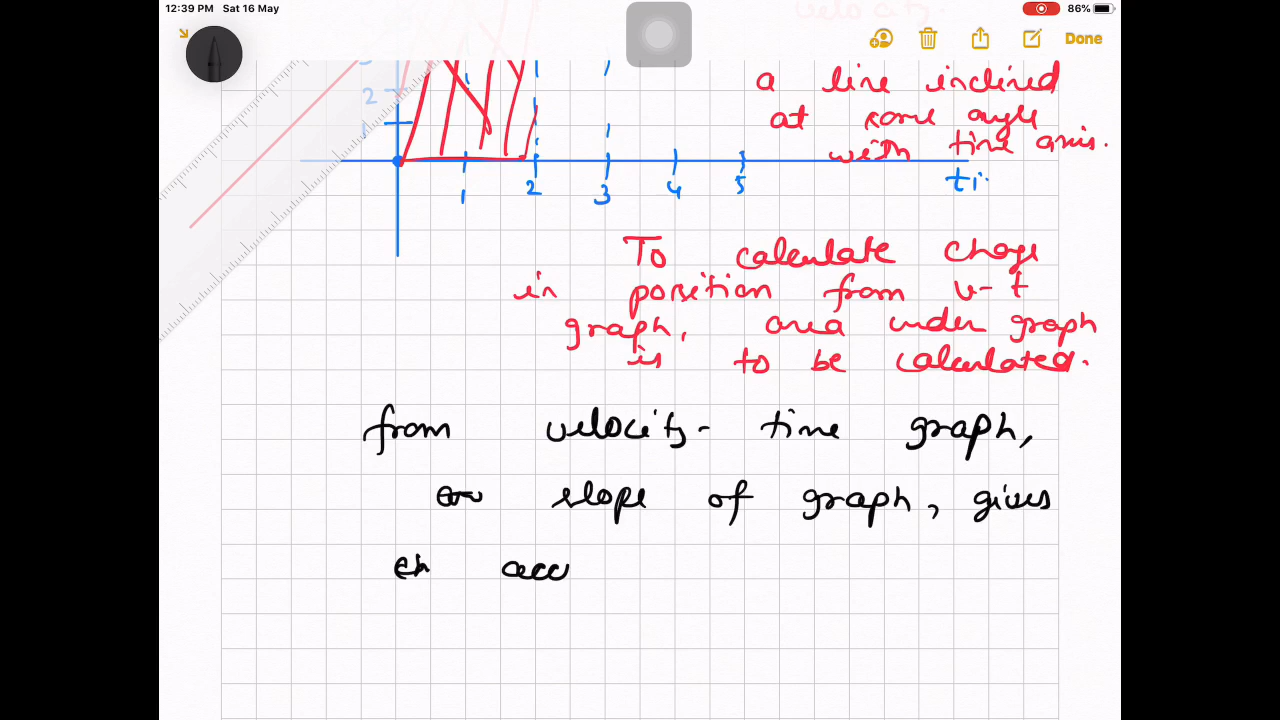 12:39 PM Sat 16 May
86%
Done
velocity.
a line inclined
2
at some angle
1
with time axis.
1 2 3 4 5 ti
To calculate change
in position from v-t
graph, area under graph
is to be calculated.
from velocity- time graph,
slope of graph, gives
acc